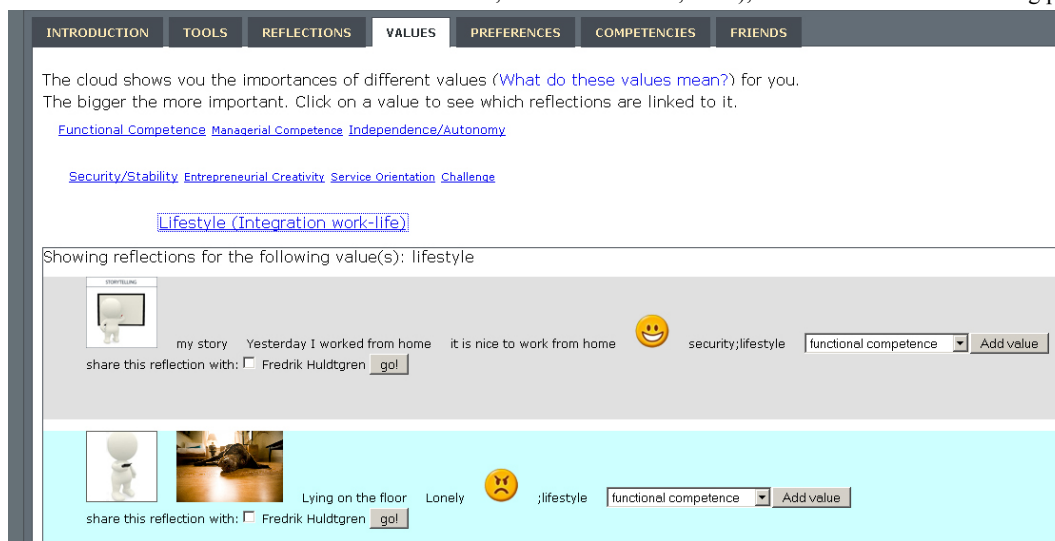 INTRODUCTION TOOLS REFLECTIONS VALUES PREFERENCES COMPETENCIES FRIENDS
The cloud shows you the importances of different values (What do these values mean?) for you.
The bigger the more important. Click on a value to see which reflections are linked to it.
Functional Competence Managerial Competence Independence/Autonomy
Security/Stability Entrepreneurial Creativity Service Orientation Challenge
Lifestyle (Integration work-life)
Showing reflections for the following value(s): lifestyle
STORYTELLING
my story Yesterday I worked from home it is nice to work from home security;lifestyle functional competence Add value
share this reflection with: Fredrik Huldtgren go!
Lying on the floor Lonely ;lifestyle functional competence Add value
share this reflection with: Fredrik Huldtgren go!